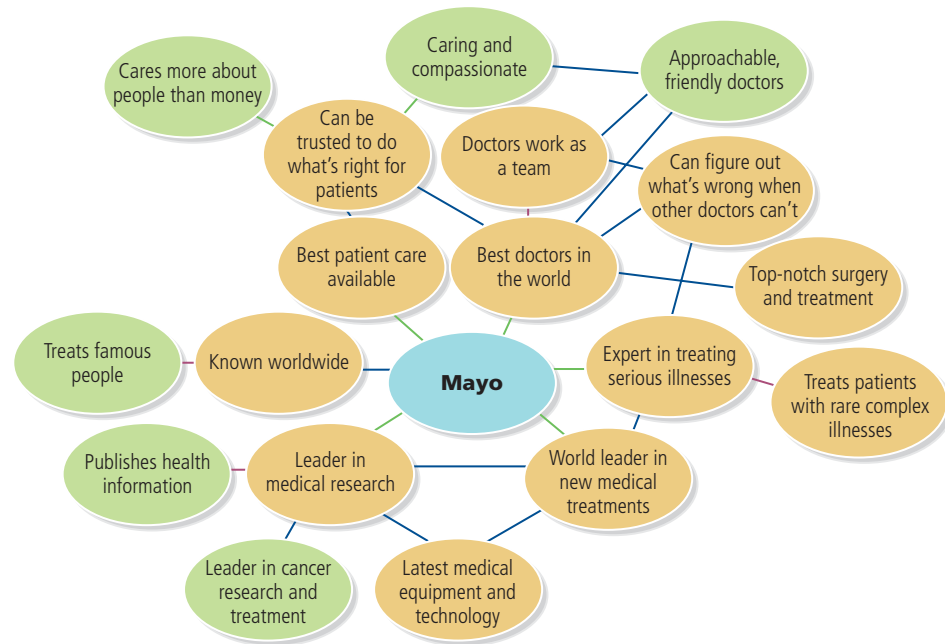 Caring and
compassionate
Approachable,
friendly doctors
Cares more about
people than money
Can be
trusted to do
what's right for
patients
Doctors work as
a team
Can figure out
what's wrong when
other doctors can't
Best patient care
available
Best doctors in
the world
Top-notch surgery
and treatment
Treats famous
people
Known worldwide
Mayo
Expert in treating
serious illnesses
Treats patients
with rare complex
illnesses
Publishes health
information
Leader in
medical research
World leader in
new medical
treatments
Leader in cancer
research and
treatment
Latest medical
equipment and
technology